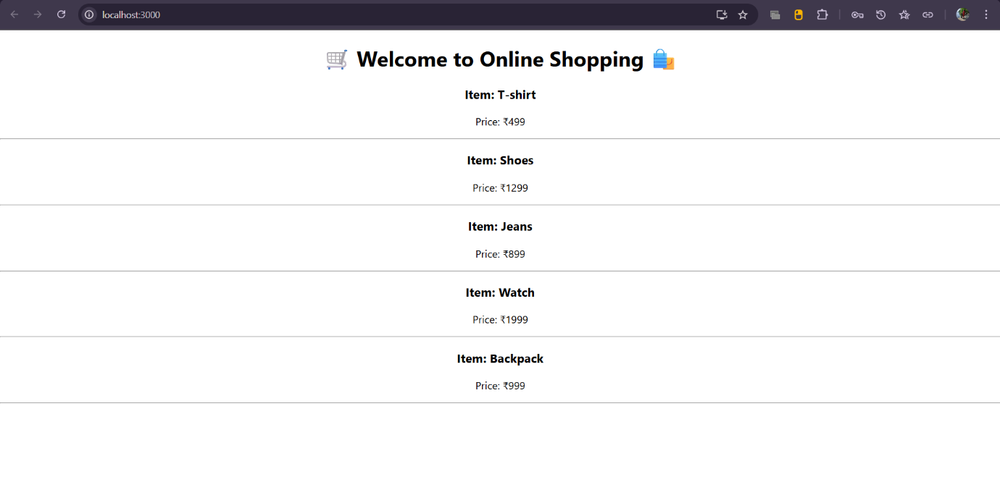 localhost:3000
🛒 Welcome to Online Shopping 🛍️
Item: T-shirt
Price: ₹499
Item: Shoes
Price: ₹1299
Item: Jeans
Price: ₹899
Item: Watch
Price: ₹1999
Item: Backpack
Price: ₹999